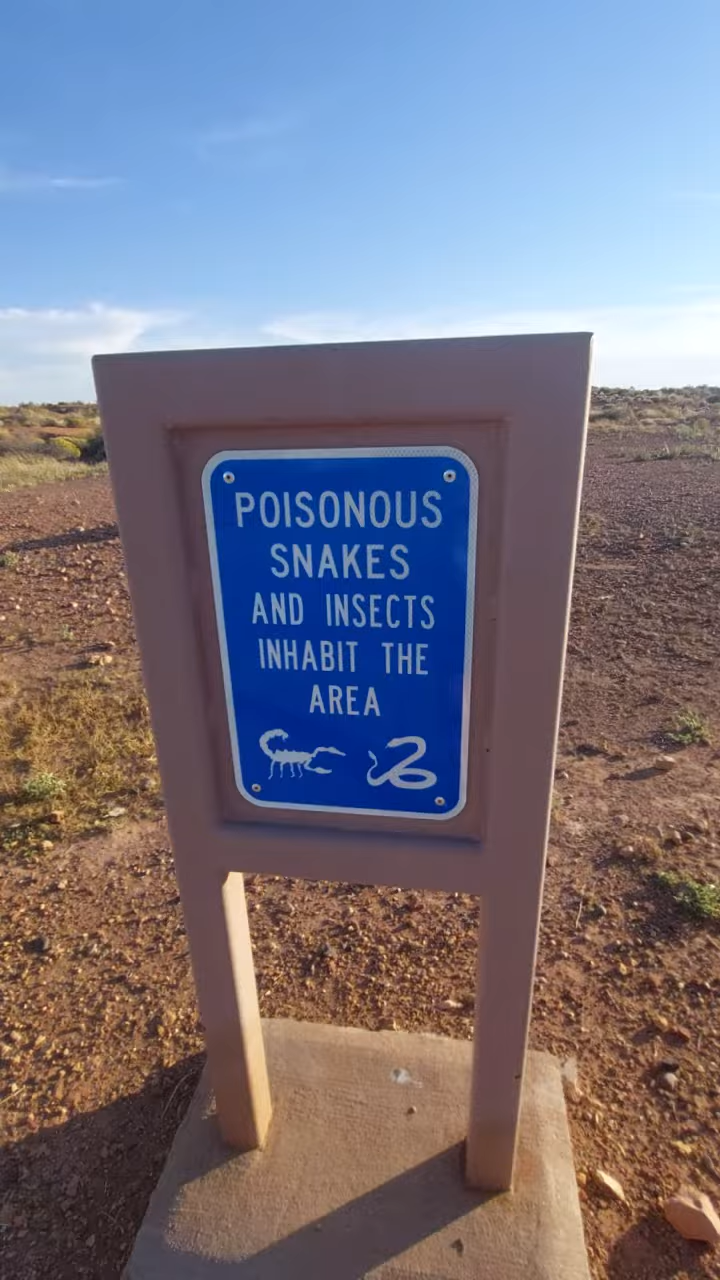 POISONOUS
SNAKES
AND INSECTS
INHABIT THE
AREA